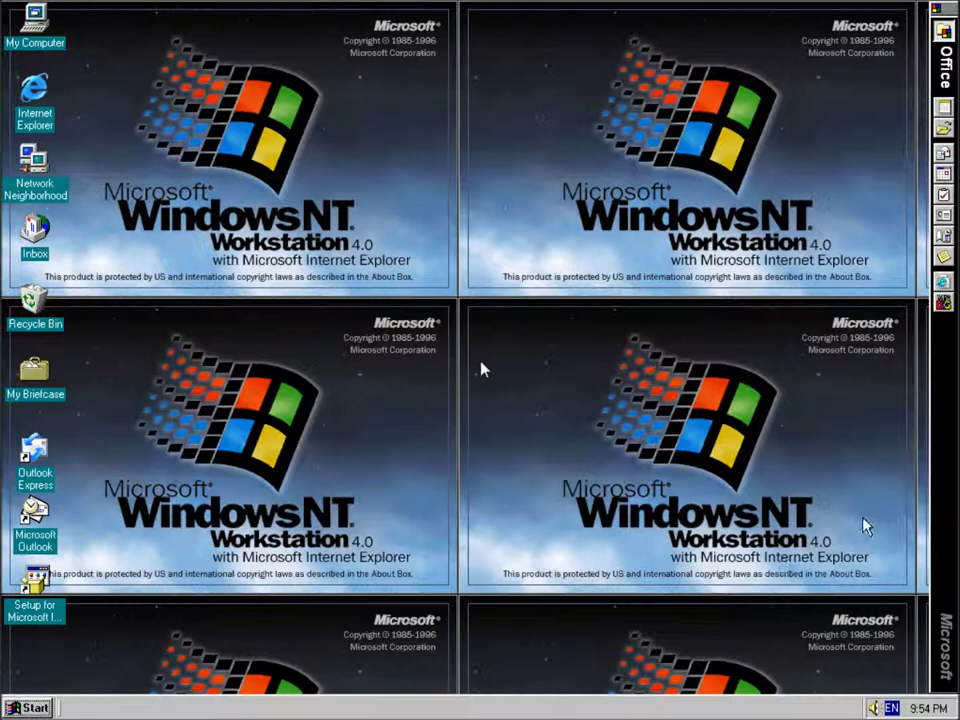 My Computer
Internet
Explorer
Network
Neighborhood
Inbox
Recycle Bin
My Briefcase
Outlook
Express
Microsoft
Outlook
Setup for
Microsoft I...
Microsoft®
Copyright © 1985-1996
Microsoft Corporation
Microsoft®
WindowsNT®
Workstation 4.0
with Microsoft Internet Explorer
This product is protected by US and international copyright laws as described in the About Box.
Microsoft®
Copyright © 1985-1996
Microsoft Corporation
Microsoft®
WindowsNT®
Workstation 4.0
with Microsoft Internet Explorer
This product is protected by US and international copyright laws as described in the About Box.
Microsoft®
Copyright © 1985-1996
Microsoft Corporation
Microsoft®
WindowsNT®
Workstation 4.0
with Microsoft Internet Explorer
This product is protected by US and international copyright laws as described in the About Box.
Microsoft®
Copyright © 1985-1996
Microsoft Corporation
Microsoft®
WindowsNT®
Workstation 4.0
with Microsoft Internet Explorer
This product is protected by US and international copyright laws as described in the About Box.
Microsoft®
Copyright © 1985-1996
Microsoft Corporation
Microsoft®
Copyright © 1985-1996
Microsoft Corporation
Office
Microsoft
Start
EN
9:54 PM